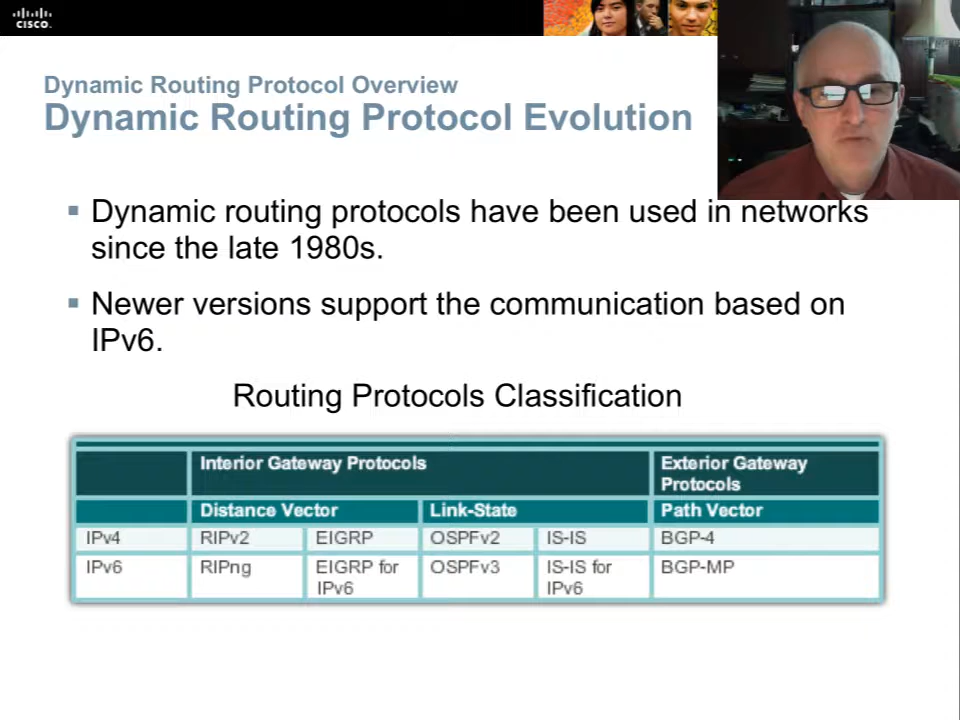 CISCO
Dynamic Routing Protocol Overview
Dynamic Routing Protocol Evolution
Dynamic routing protocols have been used in networks
since the late 1980s.
Newer versions support the communication based on
IPv6.
Routing Protocols Classification
Interior Gateway Protocols Exterior Gateway
Protocols
Distance Vector Link-State Path Vector
IPv4 RIPv2 EIGRP OSPFv2 IS-IS BGP-4
IPv6 RIPng EIGRP for OSPFv3 IS-IS for BGP-MP
IPv6 IPv6